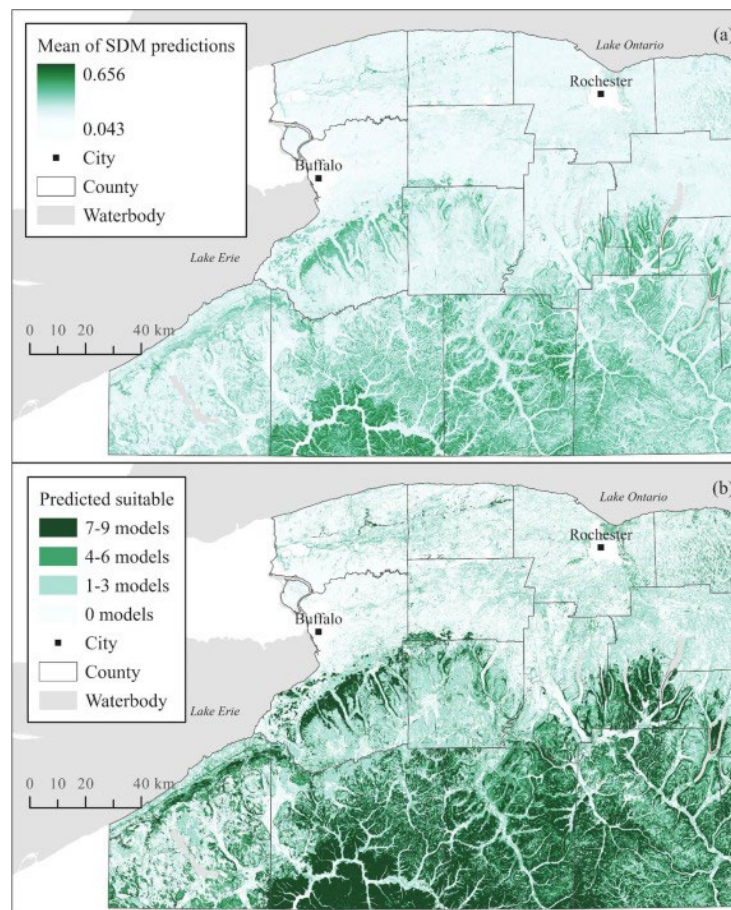 (a)
Mean of SDM predictions
0.656
0.043
City
County
Waterbody
Lake Ontario
Rochester
Buffalo
Lake Erie
0 10 20 40 km
(b)
Predicted suitable
7-9 models
4-6 models
1-3 models
0 models
City
County
Waterbody
Lake Ontario
Rochester
Buffalo
Lake Erie
0 10 20 40 km